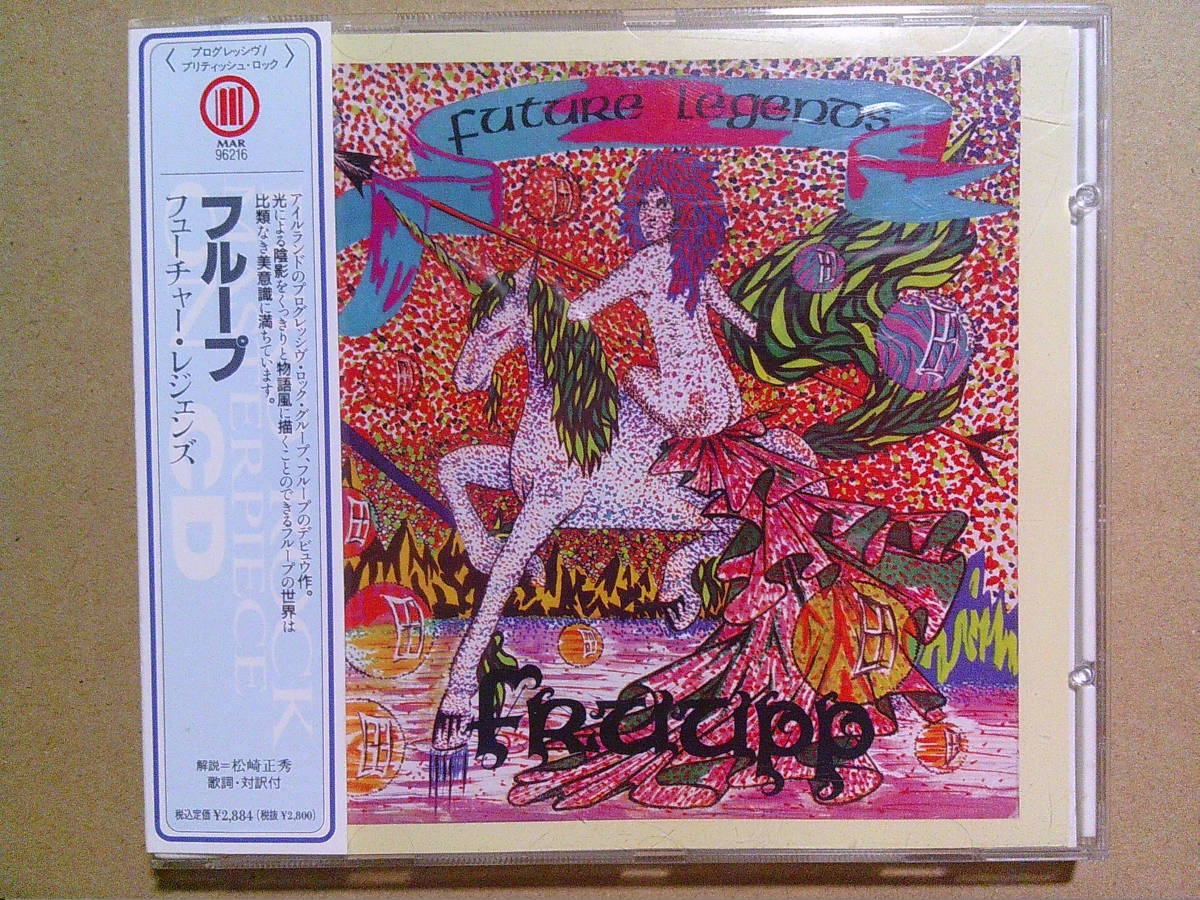 〈プログレッシヴ/
ブリティッシュ・ロック〉
MAR
96216
フループ
フューチャー・レジェンズ
アイルランドのプログレッシヴ・ロック・グループ、フループのデビュウ作。
光による陰影をくっきりと物語風に描くことのできるフループの世界は
比類なき美意識に満ちています。
解説=松崎正秀
歌詞・対訳付
税込定価¥2,884(税抜¥2,800)
future legends
fruupp